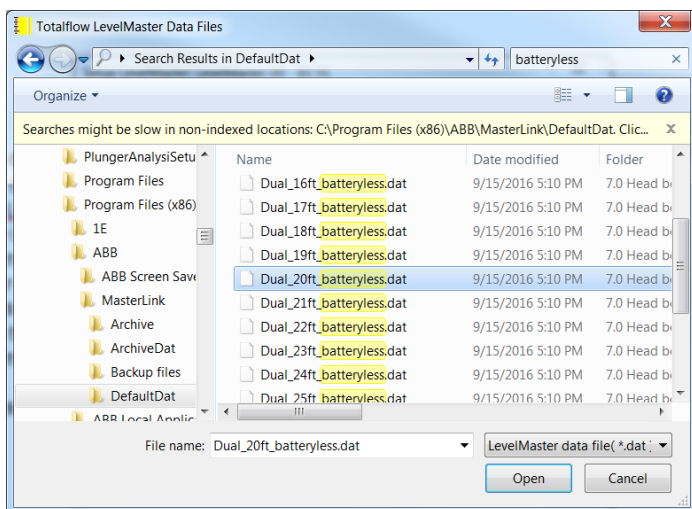 Totalflow LevelMaster Data Files
Search Results in DefaultDat
batteryless
Organize
Searches might be slow in non-indexed locations: C:\Program Files (x86)\ABB\MasterLink\DefaultDat. Clic...
PlungerAnalysiSetu
Program Files
Program Files (x86)
1E
ABB
ABB Screen Save
MasterLink
Archive
ArchiveDat
Backup files
DefaultDat
ABB Local Applic
Name Date modified Folder
Dual_16ft_batteryless.dat 9/15/2016 5:10 PM 7.0 Head b
Dual_17ft_batteryless.dat 9/15/2016 5:10 PM 7.0 Head b
Dual_18ft_batteryless.dat 9/15/2016 5:10 PM 7.0 Head b
Dual_19ft_batteryless.dat 9/15/2016 5:10 PM 7.0 Head b
Dual_20ft_batteryless.dat 9/15/2016 5:10 PM 7.0 Head b
Dual_21ft_batteryless.dat 9/15/2016 5:10 PM 7.0 Head b
Dual_22ft_batteryless.dat 9/15/2016 5:10 PM 7.0 Head b
Dual_23ft_batteryless.dat 9/15/2016 5:10 PM 7.0 Head b
Dual_24ft_batteryless.dat 9/15/2016 5:10 PM 7.0 Head b
Dual_25ft_batteryless.dat 9/15/2016 5:10 PM 7.0 Head b
File name: Dual_20ft_batteryless.dat LevelMaster data file( *.dat )
Open Cancel